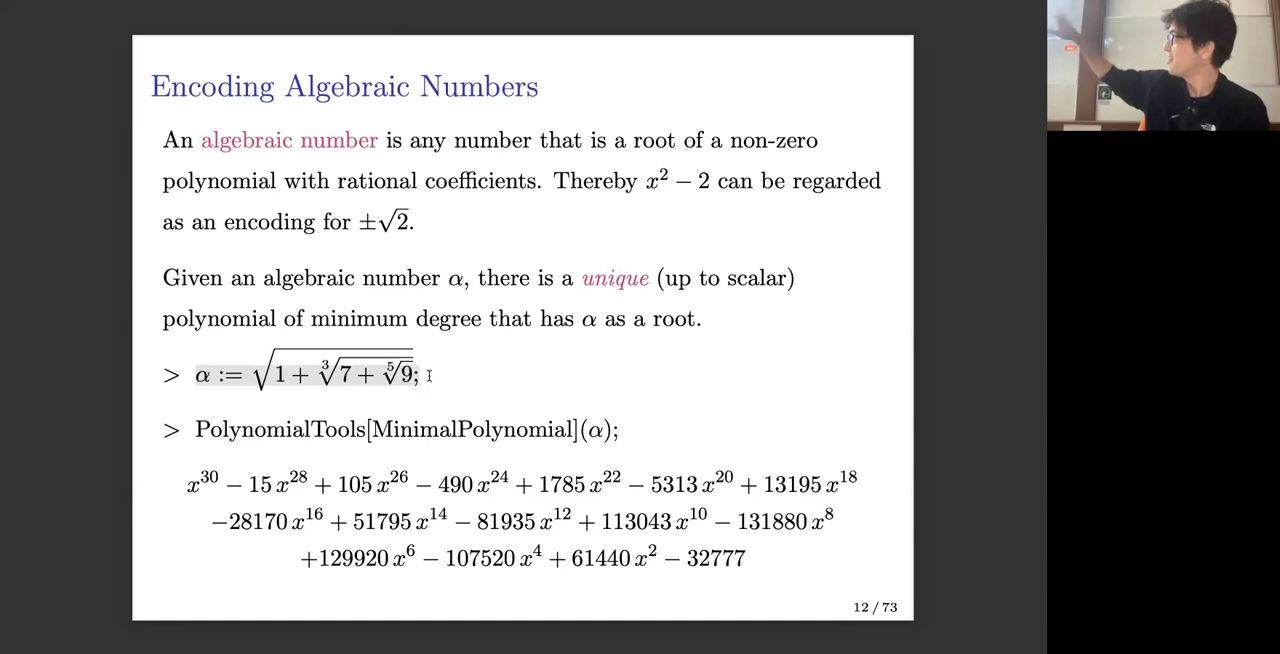 Encoding Algebraic Numbers
An algebraic number is any number that is a root of a non-zero
polynomial with rational coefficients. Thereby x² − 2 can be regarded
as an encoding for ±√2.
Given an algebraic number α, there is a unique (up to scalar)
polynomial of minimum degree that has α as a root.
> α := √(1 + ∛(7 + ⁵√9));
> PolynomialTools[MinimalPolynomial](α);
x³⁰ − 15 x²⁸ + 105 x²⁶ − 490 x²⁴ + 1785 x²² − 5313 x²⁰ + 13195 x¹⁸
−28170 x¹⁶ + 51795 x¹⁴ − 81935 x¹² + 113043 x¹⁰ − 131880 x⁸
+129920 x⁶ − 107520 x⁴ + 61440 x² − 32777
12 / 73